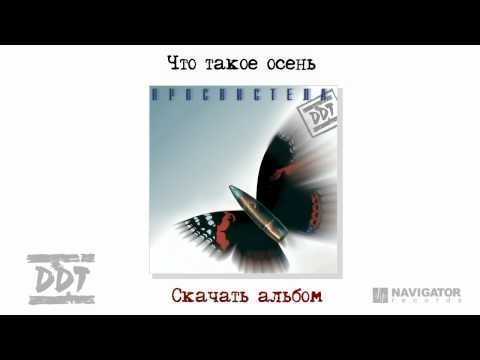 Что такое осень
ПРОСВИСТЕЛА
DDT
DDT
NAVIGATOR
records
Скачать альбом